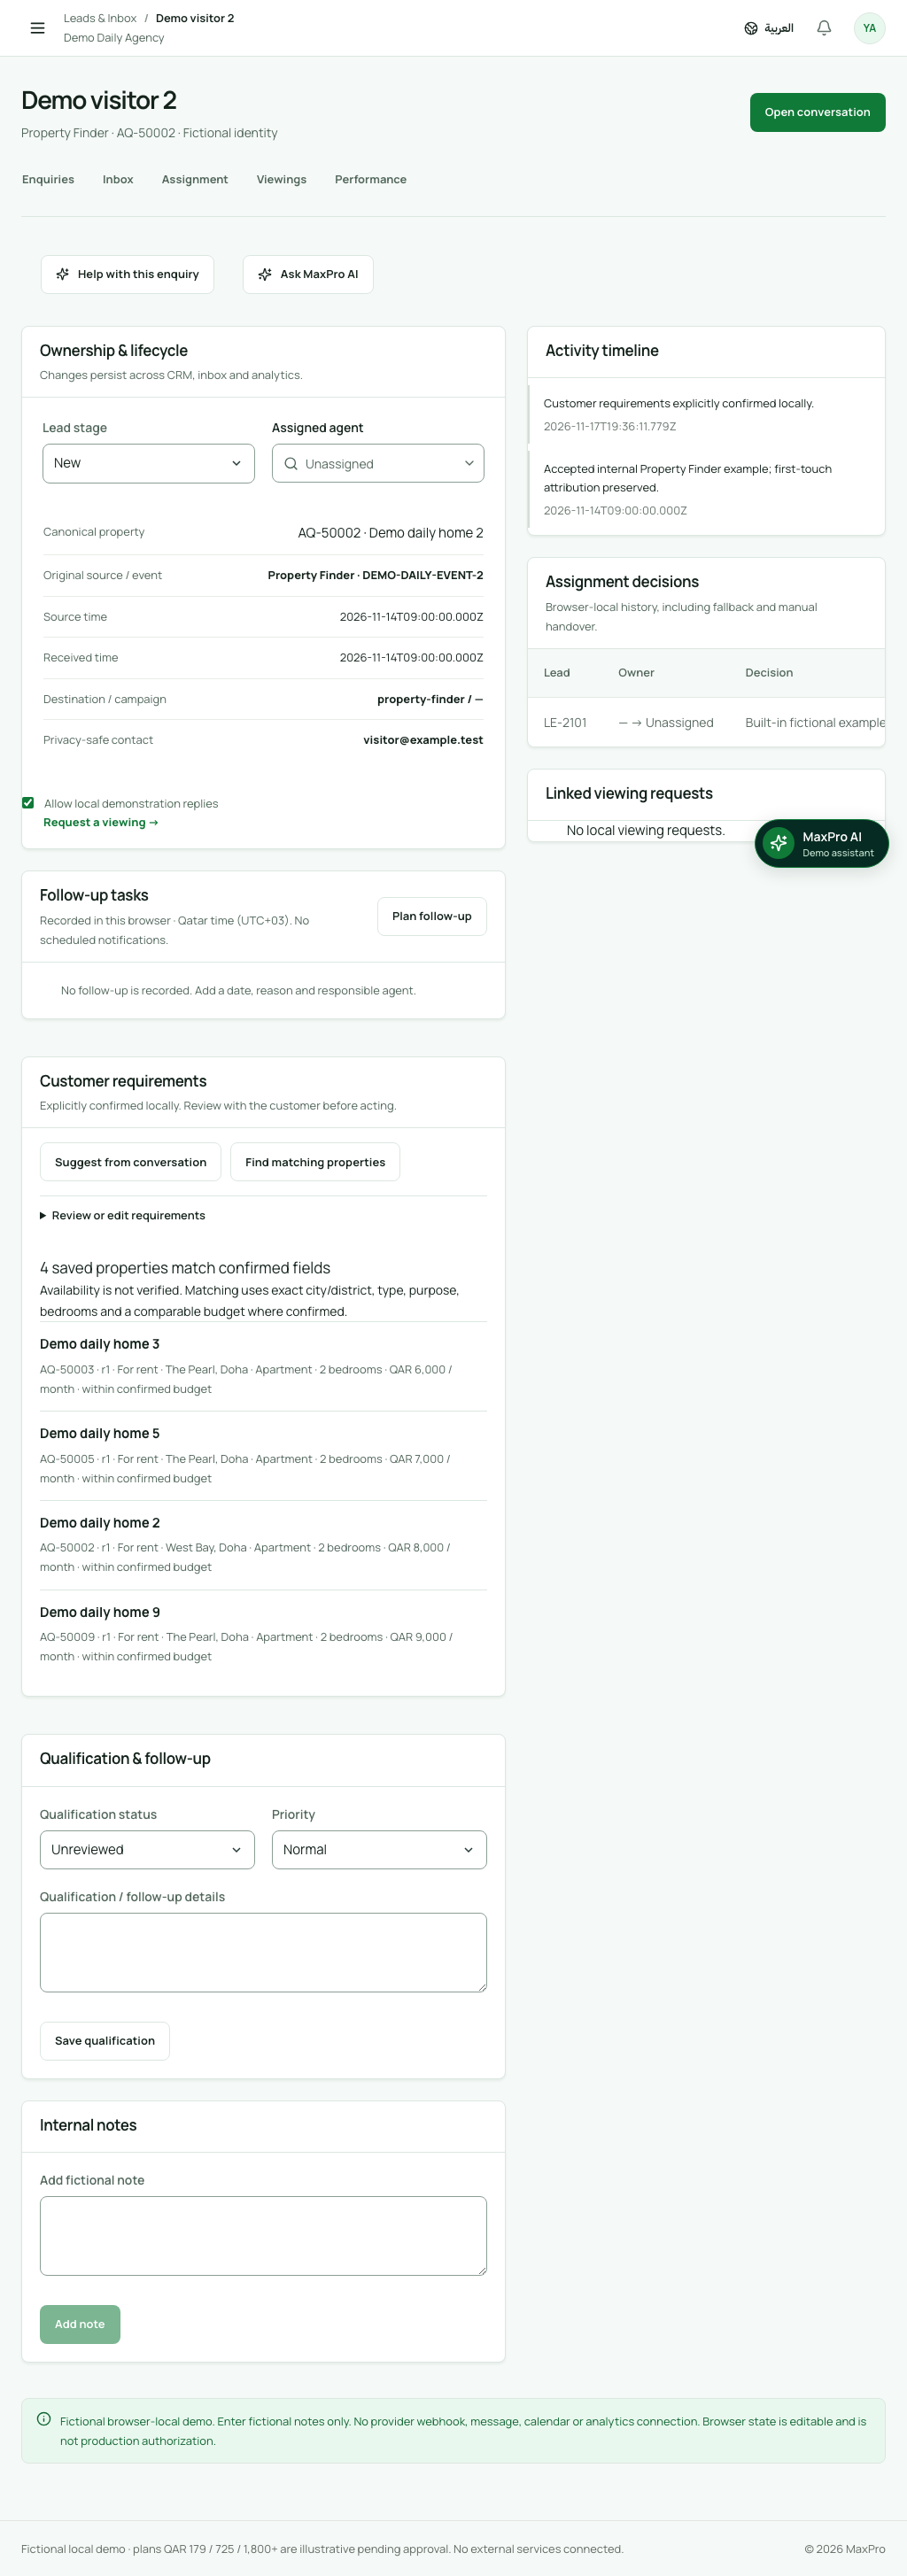 Leads & Inbox / Demo visitor 2
Demo Daily Agency
العربية
YA
Demo visitor 2
Property Finder · AQ-50002 · Fictional identity
Open conversation
Enquiries Inbox Assignment Viewings Performance
Help with this enquiry
Ask MaxPro AI
Ownership & lifecycle
Changes persist across CRM, inbox and analytics.
Lead stage
New
Assigned agent
Unassigned
Canonical property AQ-50002 · Demo daily home 2
Original source / event Property Finder · DEMO-DAILY-EVENT-2
Source time 2026-11-14T09:00:00.000Z
Received time 2026-11-14T09:00:00.000Z
Destination / campaign property-finder / —
Privacy-safe contact visitor@example.test
Allow local demonstration replies
Request a viewing →
Follow-up tasks
Recorded in this browser · Qatar time (UTC+03). No
scheduled notifications.
Plan follow-up
No follow-up is recorded. Add a date, reason and responsible agent.
Customer requirements
Explicitly confirmed locally. Review with the customer before acting.
Suggest from conversation
Find matching properties
Review or edit requirements
4 saved properties match confirmed fields
Availability is not verified. Matching uses exact city/district, type, purpose,
bedrooms and a comparable budget where confirmed.
Demo daily home 3
AQ-50003 · r1 · For rent · The Pearl, Doha · Apartment · 2 bedrooms · QAR 6,000 /
month · within confirmed budget
Demo daily home 5
AQ-50005 · r1 · For rent · The Pearl, Doha · Apartment · 2 bedrooms · QAR 7,000 /
month · within confirmed budget
Demo daily home 2
AQ-50002 · r1 · For rent · West Bay, Doha · Apartment · 2 bedrooms · QAR 8,000 /
month · within confirmed budget
Demo daily home 9
AQ-50009 · r1 · For rent · The Pearl, Doha · Apartment · 2 bedrooms · QAR 9,000 /
month · within confirmed budget
Qualification & follow-up
Qualification status
Unreviewed
Priority
Normal
Qualification / follow-up details
Save qualification
Internal notes
Add fictional note
Add note
Activity timeline
Customer requirements explicitly confirmed locally.
2026-11-17T19:36:11.779Z
Accepted internal Property Finder example; first-touch
attribution preserved.
2026-11-14T09:00:00.000Z
Assignment decisions
Browser-local history, including fallback and manual
handover.
Lead Owner Decision
LE-2101 — → Unassigned Built-in fictional example
Linked viewing requests
No local viewing requests.
MaxPro AI
Demo assistant
Fictional browser-local demo. Enter fictional notes only. No provider webhook, message, calendar or analytics connection. Browser state is editable and is
not production authorization.
Fictional local demo · plans QAR 179 / 725 / 1,800+ are illustrative pending approval. No external services connected.
© 2026 MaxPro